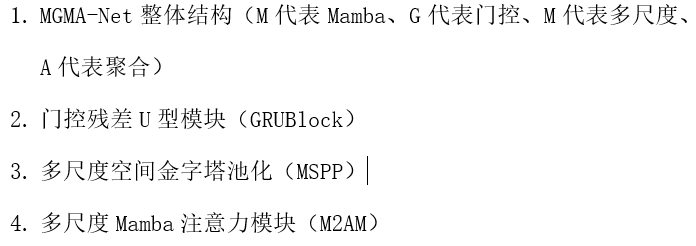 1. MGMA-Net 整体结构（M 代表 Mamba、G 代表门控、M 代表多尺度、
A 代表聚合）
2. 门控残差 U 型模块（GRUBlock）
3. 多尺度空间金字塔池化（MSPP）
4. 多尺度 Mamba 注意力模块（M2AM）